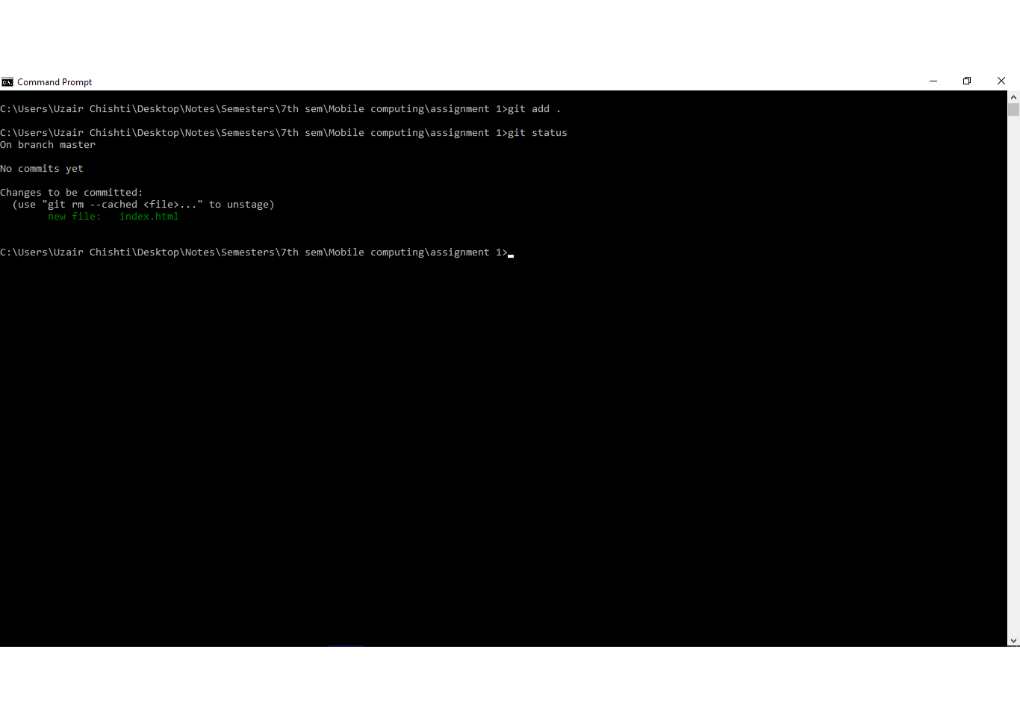 Command Prompt
C:\Users\Uzair Chishti\Desktop\Notes\Semesters\7th sem\Mobile computing\assignment 1>git add .
C:\Users\Uzair Chishti\Desktop\Notes\Semesters\7th sem\Mobile computing\assignment 1>git status
On branch master
No commits yet
Changes to be committed:
  (use "git rm --cached <file>..." to unstage)
        new file:   index.html
C:\Users\Uzair Chishti\Desktop\Notes\Semesters\7th sem\Mobile computing\assignment 1>